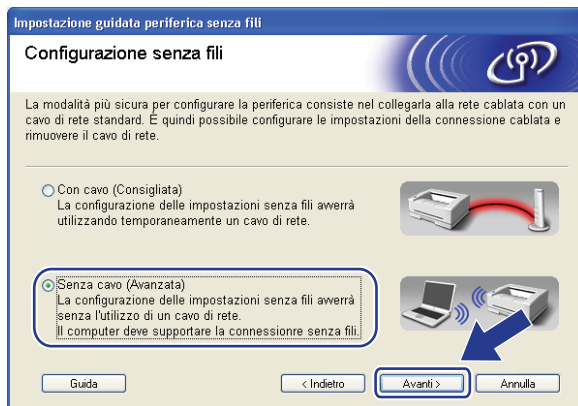 Impostazione guidata periferica senza fili
Configurazione senza fili
La modalità più sicura per configurare la periferica consiste nel collegarla alla rete cablata con un
cavo di rete standard. È quindi possibile configurare le impostazioni della connessione cablata e
rimuovere il cavo di rete.
Con cavo (Consigliata)
La configurazione delle impostazioni senza fili avverrà
utilizzando temporaneamente un cavo di rete.
Senza cavo (Avanzata)
La configurazione delle impostazioni senza fili avverrà
senza l'utilizzo di un cavo di rete.
Il computer deve supportare la connessionre senza fili.
Guida
< Indietro
Avanti >
Annulla